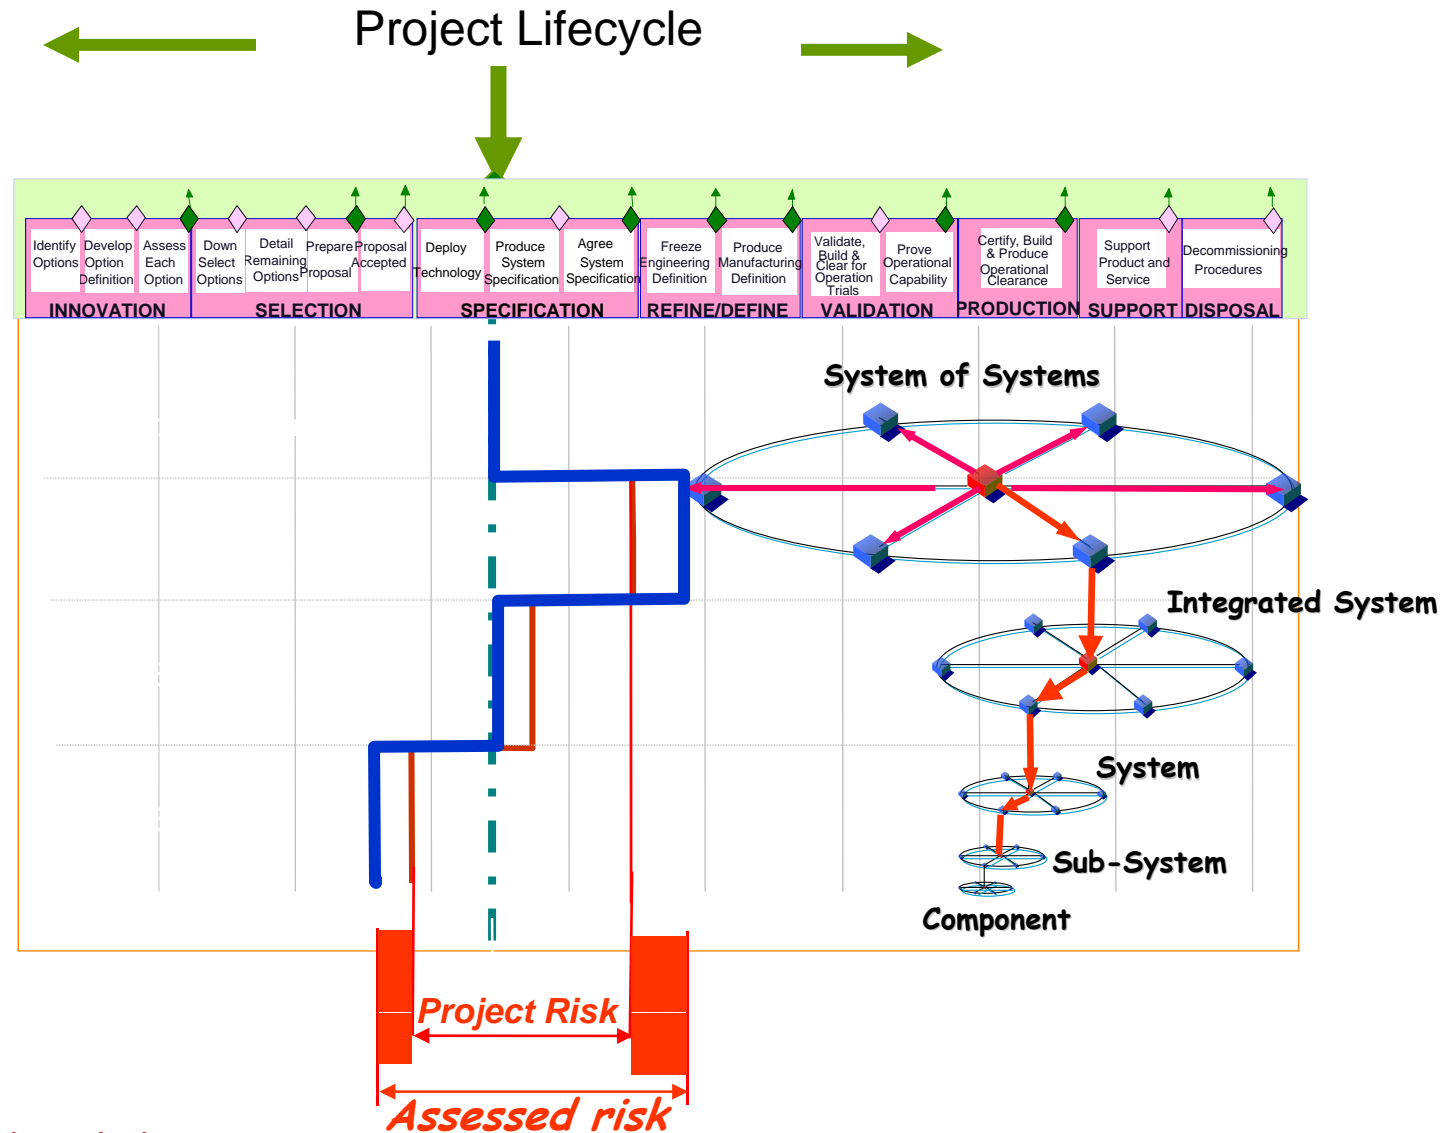 Project Lifecycle
Identify
Options
Develop
Option
Definition
Assess
Each
Option
Down
Select
Options
Detail
Remaining
Options
Prepare
Proposal
Proposal
Accepted
Deploy
Technology
Produce
System
Specification
Agree
System
Specification
Freeze
Engineering
Definition
Produce
Manufacturing
Definition
Validate,
Build &
Clear for
Operation
Trials
Prove
Operational
Capability
Certify, Build
& Produce
Operational
Clearance
Support
Product and
Service
Decommissioning
Procedures
INNOVATION
SELECTION
SPECIFICATION
REFINE/DEFINE
VALIDATION
PRODUCTION
SUPPORT
DISPOSAL
System of Systems
Integrated System
System
Sub-System
Component
Project Risk
Assessed risk